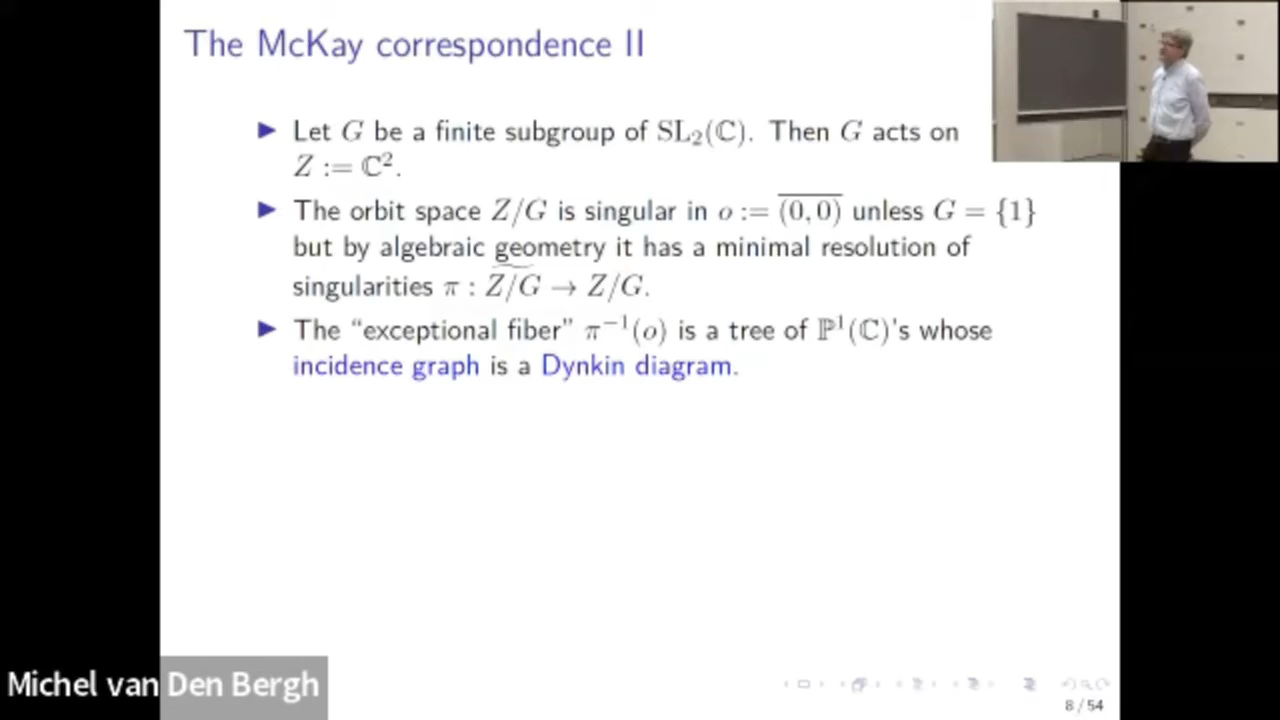 The McKay correspondence II
▶ Let G be a finite subgroup of SL₂(ℂ). Then G acts on
Z := ℂ².
▶ The orbit space Z/G is singular in o := \overline{(0,0)} unless G = {1}
but by algebraic geometry it has a minimal resolution of
singularities π : \widetilde{Z/G} → Z/G.
▶ The “exceptional fiber” π⁻¹(o) is a tree of ℙ¹(ℂ)'s whose
incidence graph is a Dynkin diagram.
Michel van Den Bergh
8 / 54